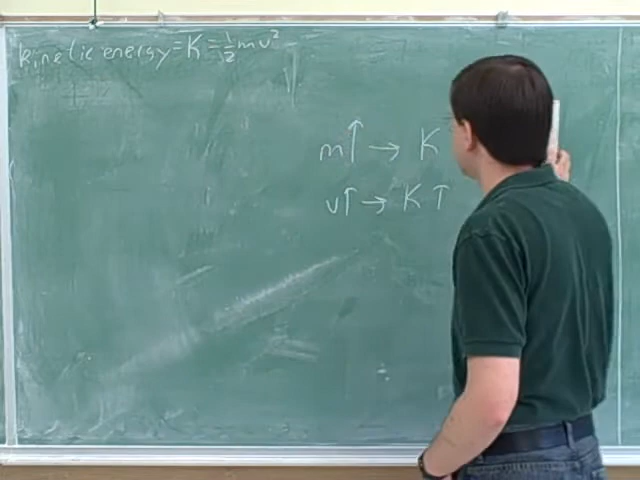 kinetic energy = K = ½mv²
m↑ → K
v↑ → K↑